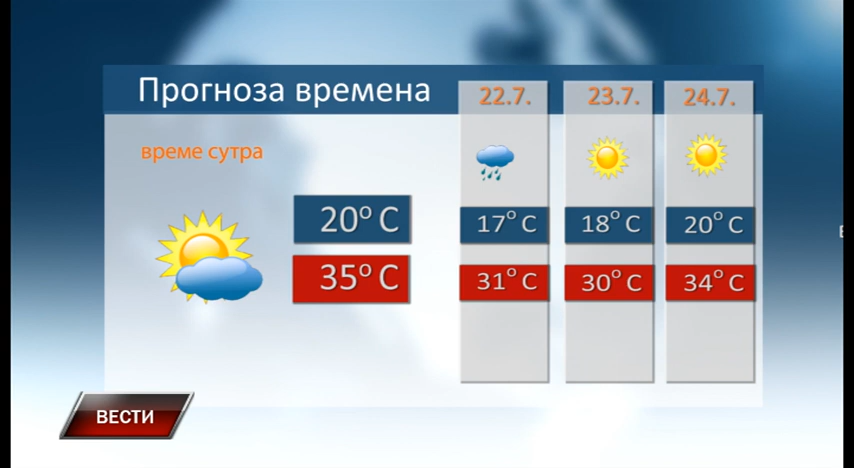 Прогноза времена
време сутра
20° C
35° C
22.7.
17° C
31° C
23.7.
18° C
30° C
24.7.
20° C
34° C
ВЕСТИ